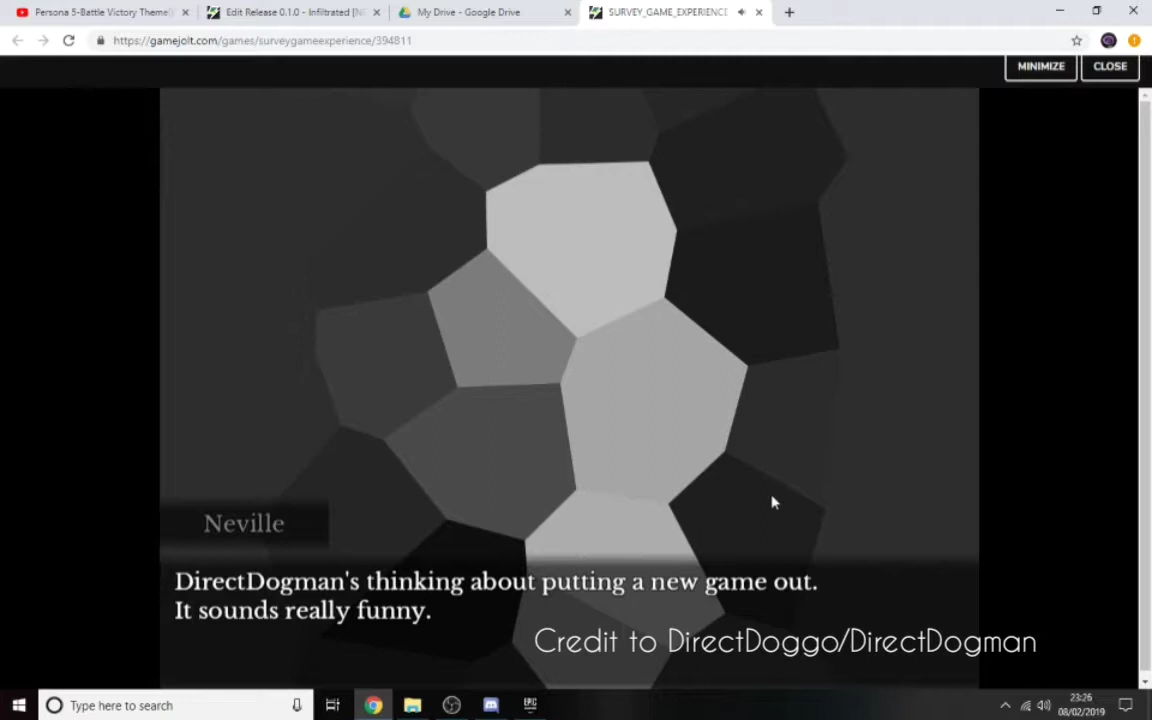 Persona 5-Battle Victory Theme
Edit Release 0.1.0 - Infiltrated [N
My Drive - Google Drive
SURVEY_GAME_EXPERIENCE
https://gamejolt.com/games/surveygameexperience/394811
MINIMIZE
CLOSE
Neville
DirectDogman's thinking about putting a new game out.
It sounds really funny.
Credit to DirectDoggo/DirectDogman
Type here to search
EPIC
23:26
08/02/2019